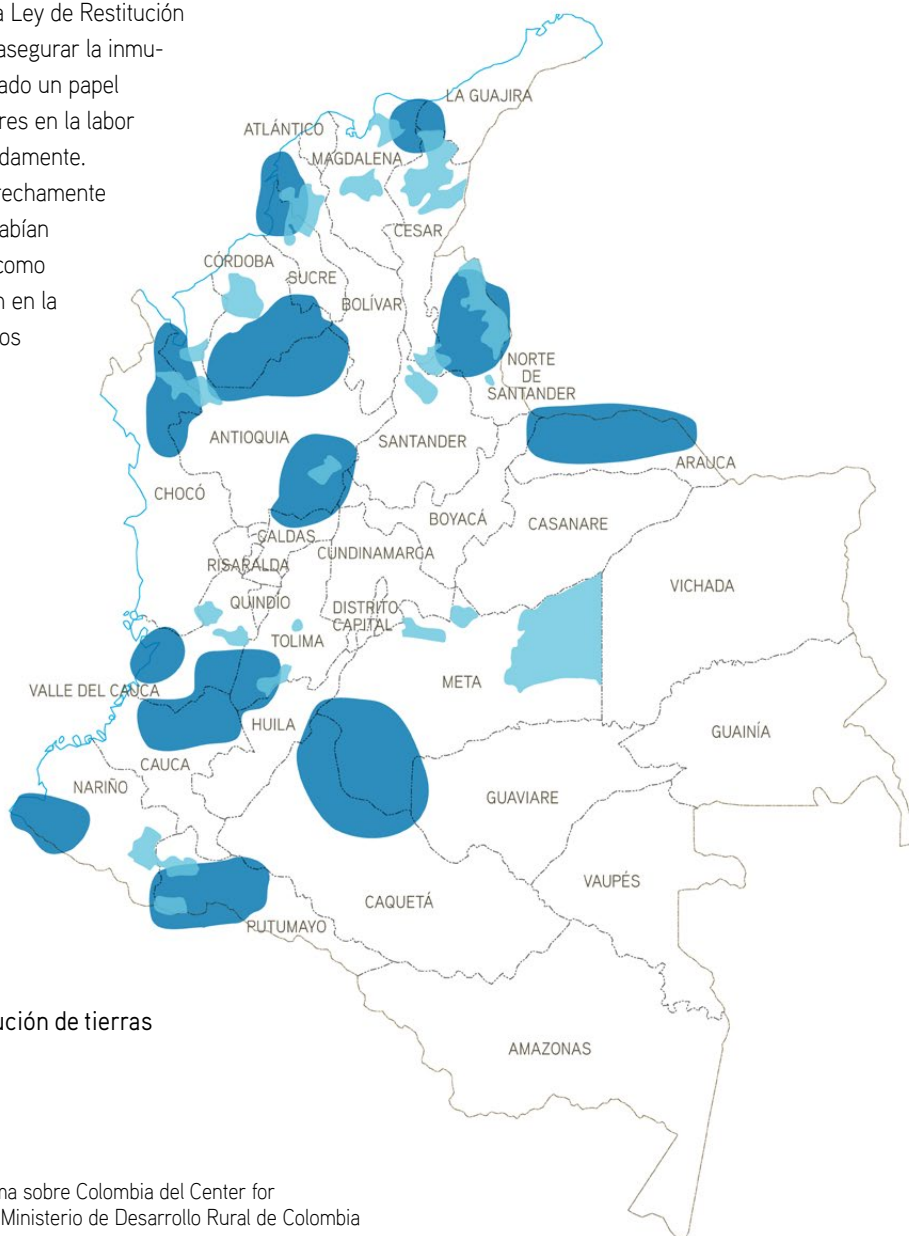 a Ley de Restitución
asegurar la inmu-
ado un papel
res en la labor
damente.
rechamente
abían
como
n en la
os
LA GUAJIRA
ATLÁNTICO
MAGDALENA
CESAR
CÓRDOBA
SUCRE
BOLÍVAR
NORTE
DE
SANTANDER
ANTIOQUIA
SANTANDER
ARAUCA
CHOCÓ
BOYACÁ
CASANARE
CALDAS
CUNDINAMARCA
RISARALDA
VICHADA
QUINDIO
DISTRITO
CAPITAL
TOLIMA
META
VALLE DEL CAUCA
HUILA
GUAINÍA
CAUCA
NARIÑO
GUAVIARE
VAUPÉS
CAQUETÁ
PUTUMAYO
ución de tierras
AMAZONAS
na sobre Colombia del Center for
Ministerio de Desarrollo Rural de Colombia